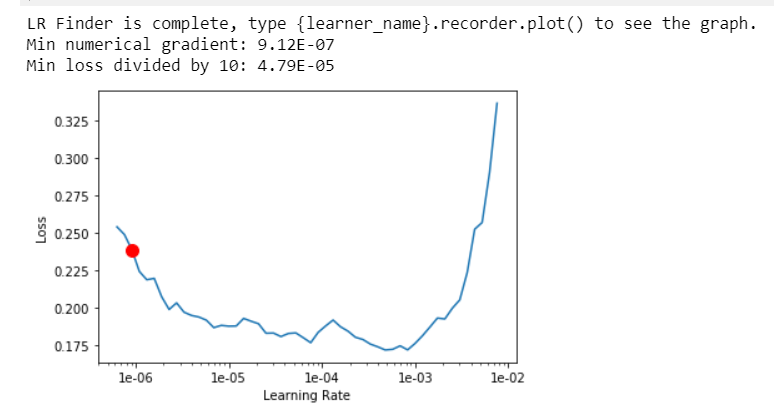 LR Finder is complete, type {learner_name}.recorder.plot() to see the graph.
Min numerical gradient: 9.12E-07
Min loss divided by 10: 4.79E-05
0.325
0.300
0.275
0.250
0.225
0.200
0.175
Loss
1e-06 1e-05 1e-04 1e-03 1e-02
Learning Rate